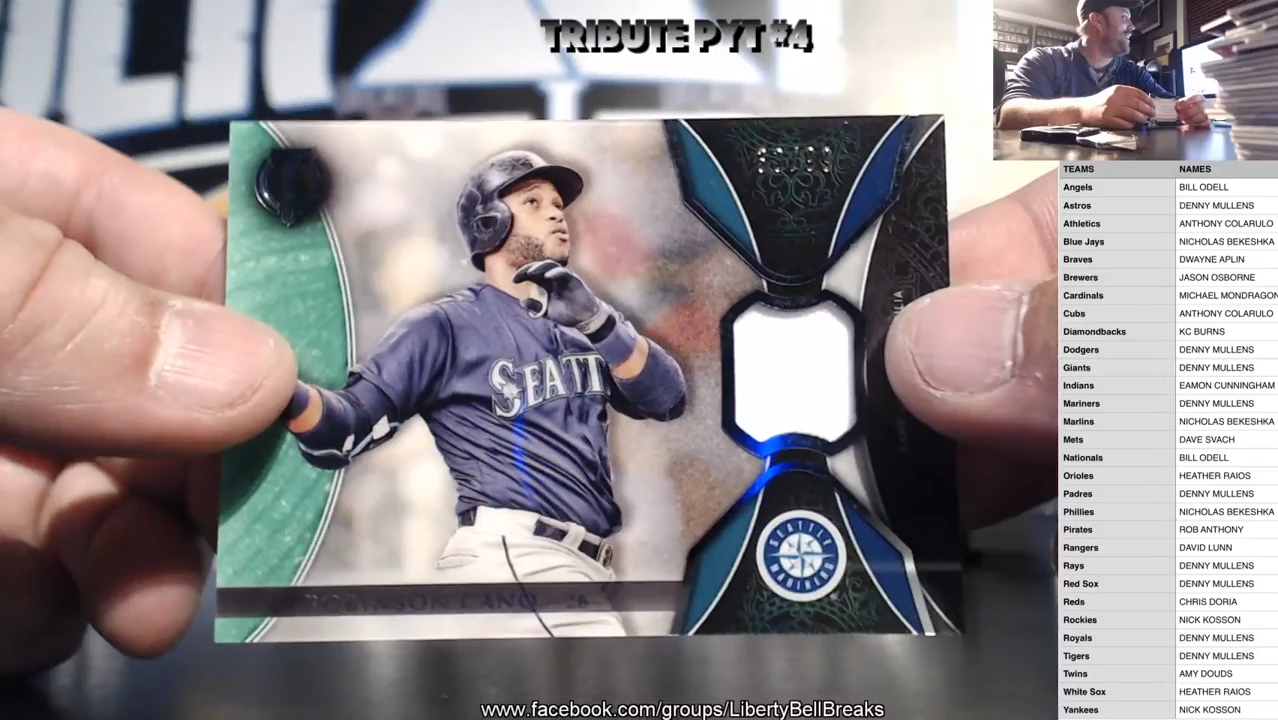 TRIBUTE PYT #4
SEATT
ROBINSON CANO 2B
SEATTLE
MARINERS
TEAMS NAMES
Angels BILL ODELL
Astros DENNY MULLENS
Athletics ANTHONY COLARULO
Blue Jays NICHOLAS BEKESHKA
Braves DWAYNE APLIN
Brewers JASON OSBORNE
Cardinals MICHAEL MONDRAGON
Cubs ANTHONY COLARULO
Diamondbacks KC BURNS
Dodgers DENNY MULLENS
Giants DENNY MULLENS
Indians EAMON CUNNINGHAM
Mariners DENNY MULLENS
Marlins NICHOLAS BEKESHKA
Mets DAVE SVACH
Nationals BILL ODELL
Orioles HEATHER RAIOS
Padres DENNY MULLENS
Phillies NICHOLAS BEKESHKA
Pirates ROB ANTHONY
Rangers DAVID LUNN
Rays DENNY MULLENS
Red Sox DENNY MULLENS
Reds CHRIS DORIA
Rockies NICK KOSSON
Royals DENNY MULLENS
Tigers DENNY MULLENS
Twins AMY DOUDS
White Sox HEATHER RAIOS
Yankees NICK KOSSON
www.facebook.com/groups/LibertyBellBreaks